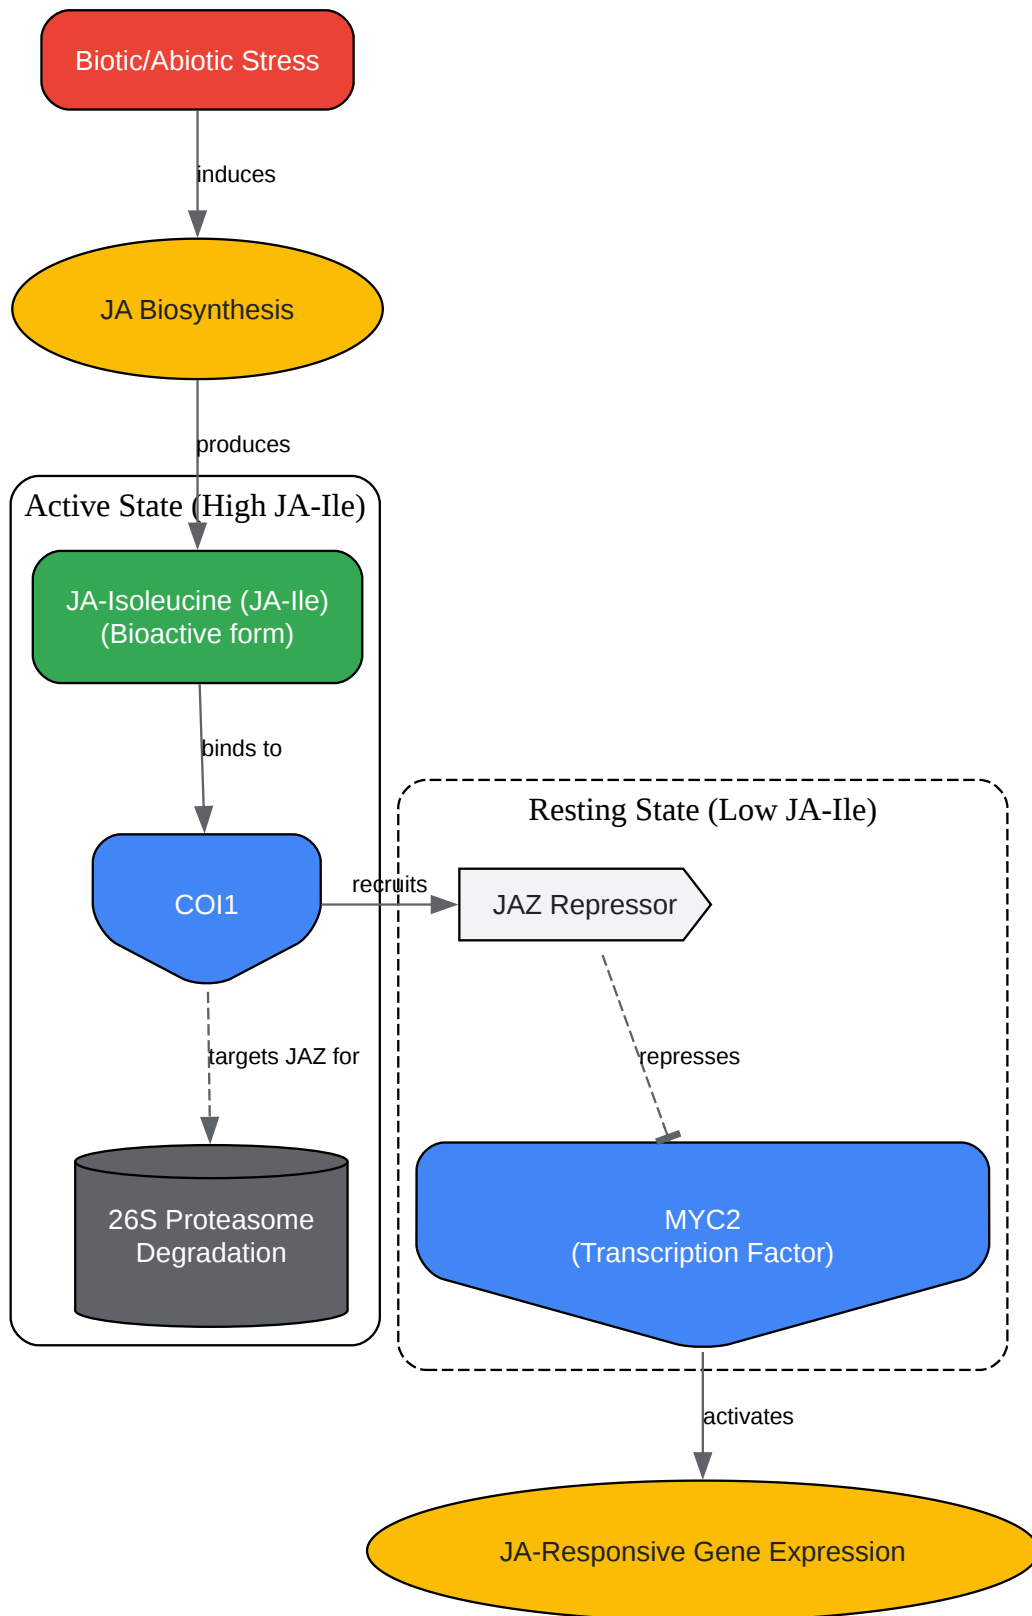 Biotic/Abiotic Stress
induces
JA Biosynthesis
produces
Active State (High JA-Ile)
JA-Isoleucine (JA-Ile)
(Bioactive form)
binds to
Resting State (Low JA-Ile)
COI1
recruits
JAZ Repressor
targets JAZ for
represses
26S Proteasome
Degradation
MYC2
(Transcription Factor)
activates
JA-Responsive Gene Expression